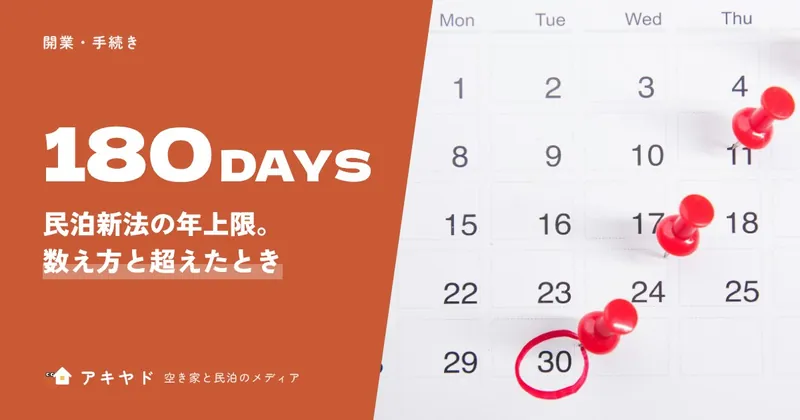 開業・手続き
180 DAYS
民泊新法の年上限。
数え方と超えたとき
アキヤド 空き家と民泊のメディア
Mon Tue Wed Thu
1 2 3 4
8 9 10 11
15 16 17 18
22 23 24 25
29 30